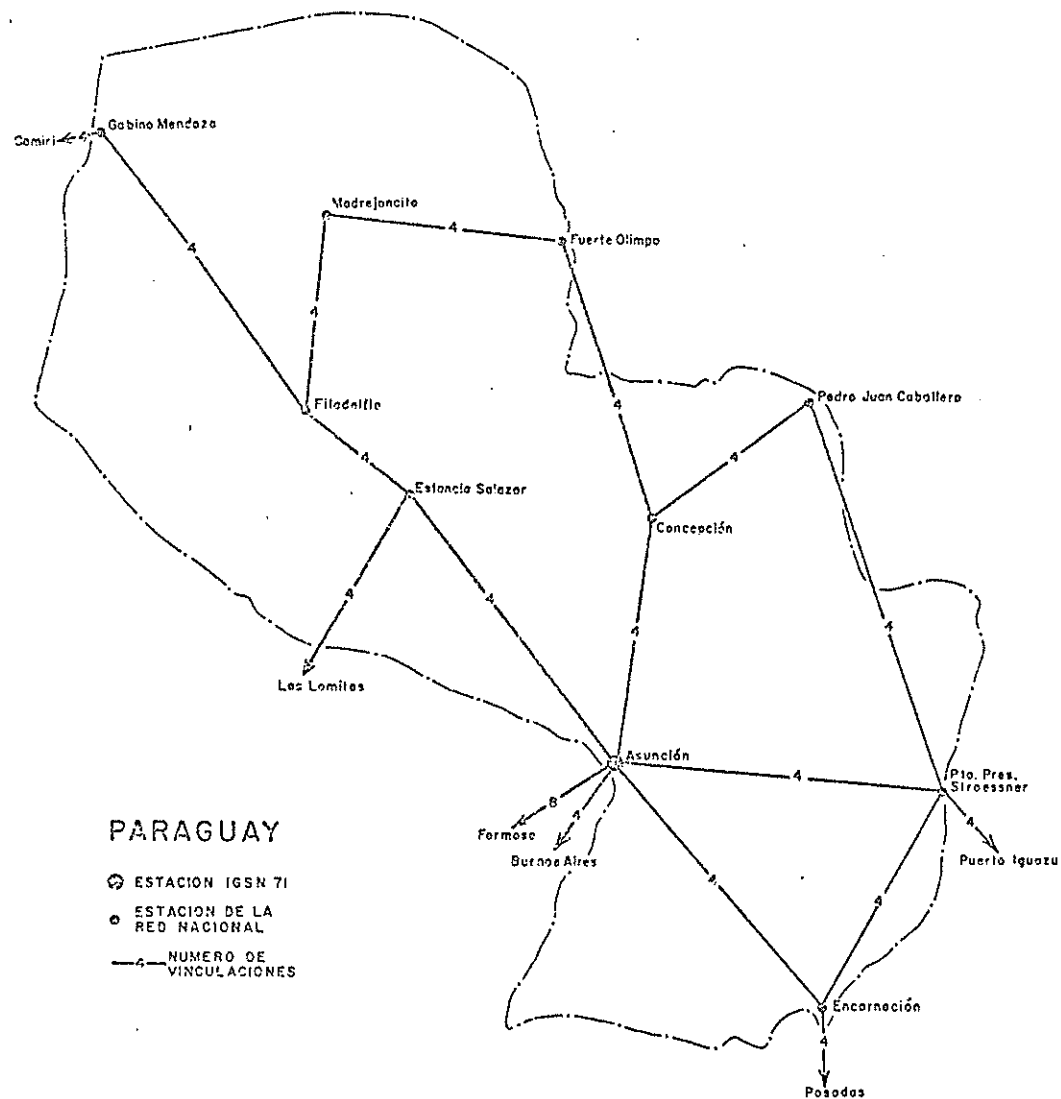 Gabino Mendoza
Camiri
4
4
Madrejoncito
4
Fuerte Olimpo
4
Filadelfia
4
Pedro Juan Caballero
4
4
Estancia Salazar
Concepción
4
4
4
4
Las Lomitas
Asunción
4
Pto. Pres.
Stroessner
8
Formosa
4
Buenos Aires
4
Puerto Iguazu
4
4
Encarnación
4
Posadas
PARAGUAY
ESTACION IGSN 71
ESTACION DE LA
RED NACIONAL
4 NUMERO DE
VINCULACIONES